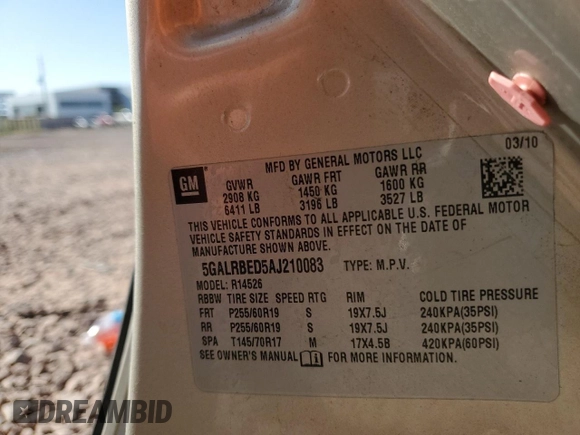 MFD BY GENERAL MOTORS LLC 03/10
GM
GVWR GAWR FRT GAWR RR
2908 KG 1450 KG 1600 KG
6411 LB 3196 LB 3527 LB
THIS VEHICLE CONFORMS TO ALL APPLICABLE U.S. FEDERAL MOTOR
VEHICLE SAFETY STANDARDS IN EFFECT ON THE DATE OF
MANUFACTURE SHOWN ABOVE.
5GALRBED5AJ210083 TYPE: M.P.V.
MODEL: R14526
RBBW TIRE SIZE SPEED RTG RIM COLD TIRE PRESSURE
FRT P255/60R19 S 19X7.5J 240KPA(35PSI)
RR P255/60R19 S 19X7.5J 240KPA(35PSI)
SPA T145/70R17 M 17X4.5B 420KPA(60PSI)
SEE OWNER'S MANUAL FOR MORE INFORMATION.
DREAMBID